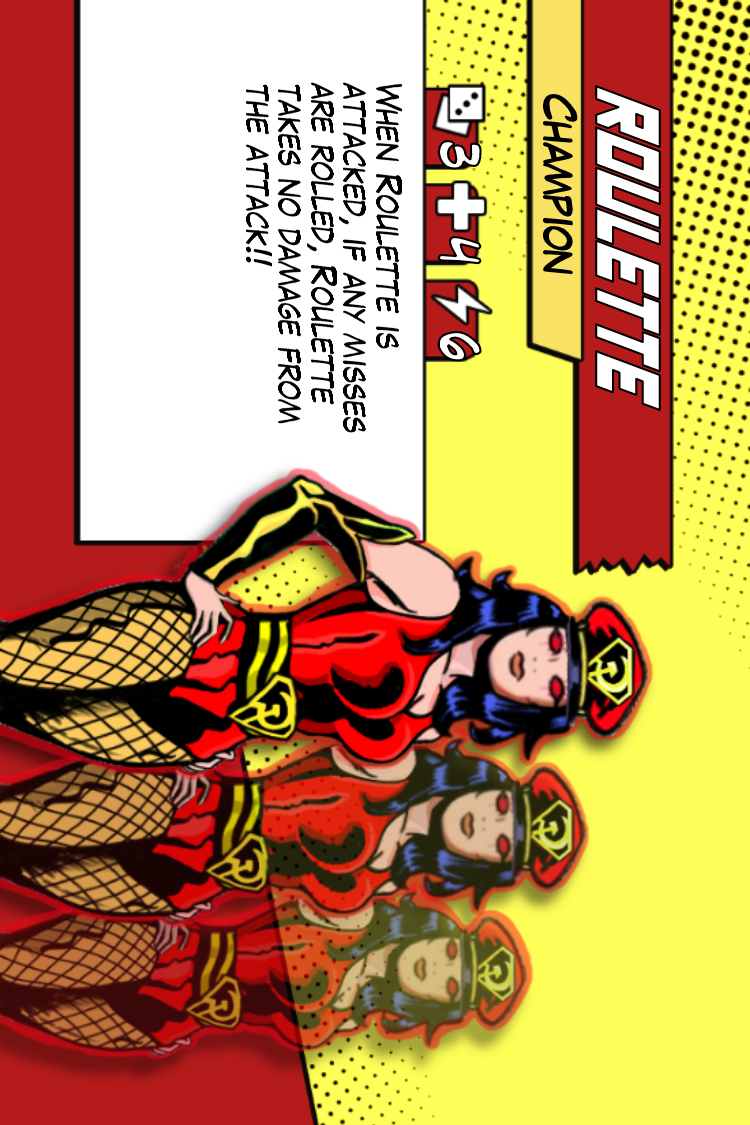 ROULETTE
CHAMPION
3 4 6
WHEN ROULETTE IS
ATTACKED, IF ANY MISSES
ARE ROLLED, ROULETTE
TAKES NO DAMAGE FROM
THE ATTACK!!